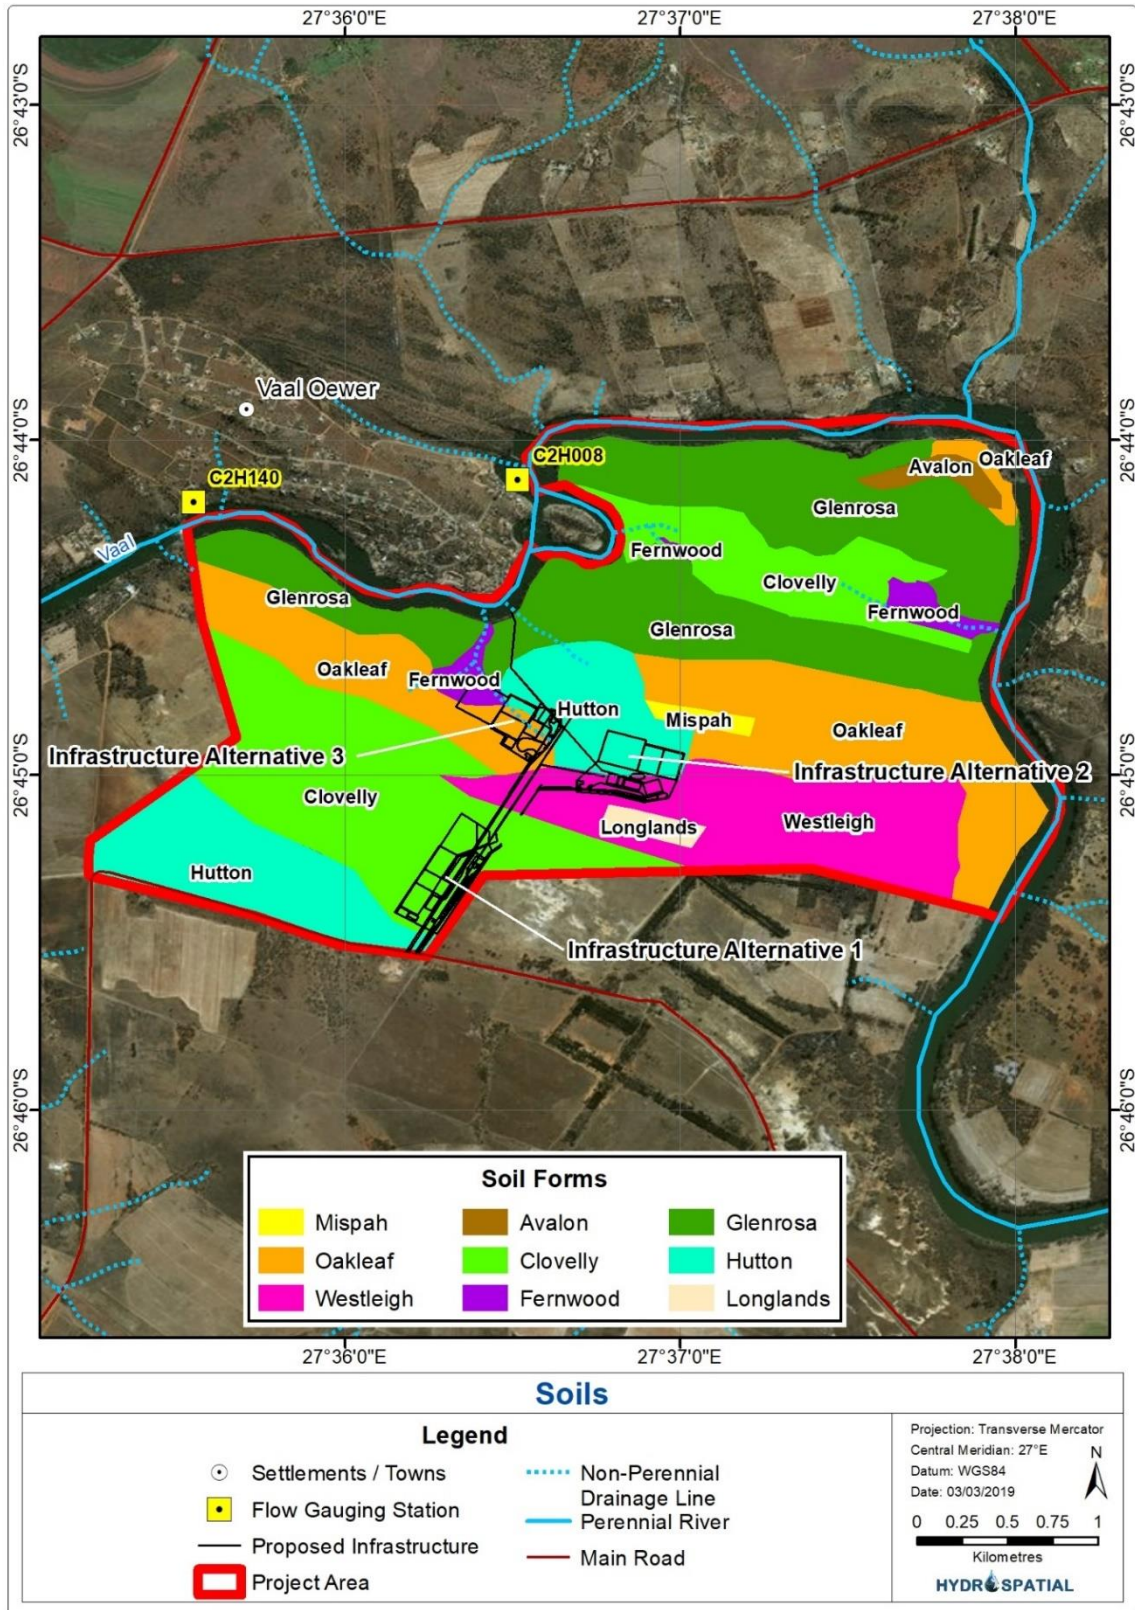 27°36'0"E
27°37'0"E
27°38'0"E
26°43'0"S
26°43'0"S
Vaal Oewer
26°44'0"S
26°44'0"S
C2H140
C2H008
Vaal
Avalon
Oakleaf
Glenrosa
Fernwood
Clovelly
Fernwood
Glenrosa
Glenrosa
Oakleaf
Fernwood
Hutton
Mispah
Oakleaf
Infrastructure Alternative 3
Infrastructure Alternative 2
26°45'0"S
26°45'0"S
Clovelly
Longlands
Westleigh
Hutton
Infrastructure Alternative 1
26°46'0"S
26°46'0"S
Soil Forms
Mispah
Avalon
Glenrosa
Oakleaf
Clovelly
Hutton
Westleigh
Fernwood
Longlands
27°36'0"E
27°37'0"E
27°38'0"E
Soils
Legend
Settlements / Towns
Flow Gauging Station
Proposed Infrastructure
Project Area
Non-Perennial
Drainage Line
Perennial River
Main Road
Projection: Transverse Mercator
Central Meridian: 27°E
Datum: WGS84
Date: 03/03/2019
N
0 0.25 0.5 0.75 1
Kilometres
HYDROSPATIAL